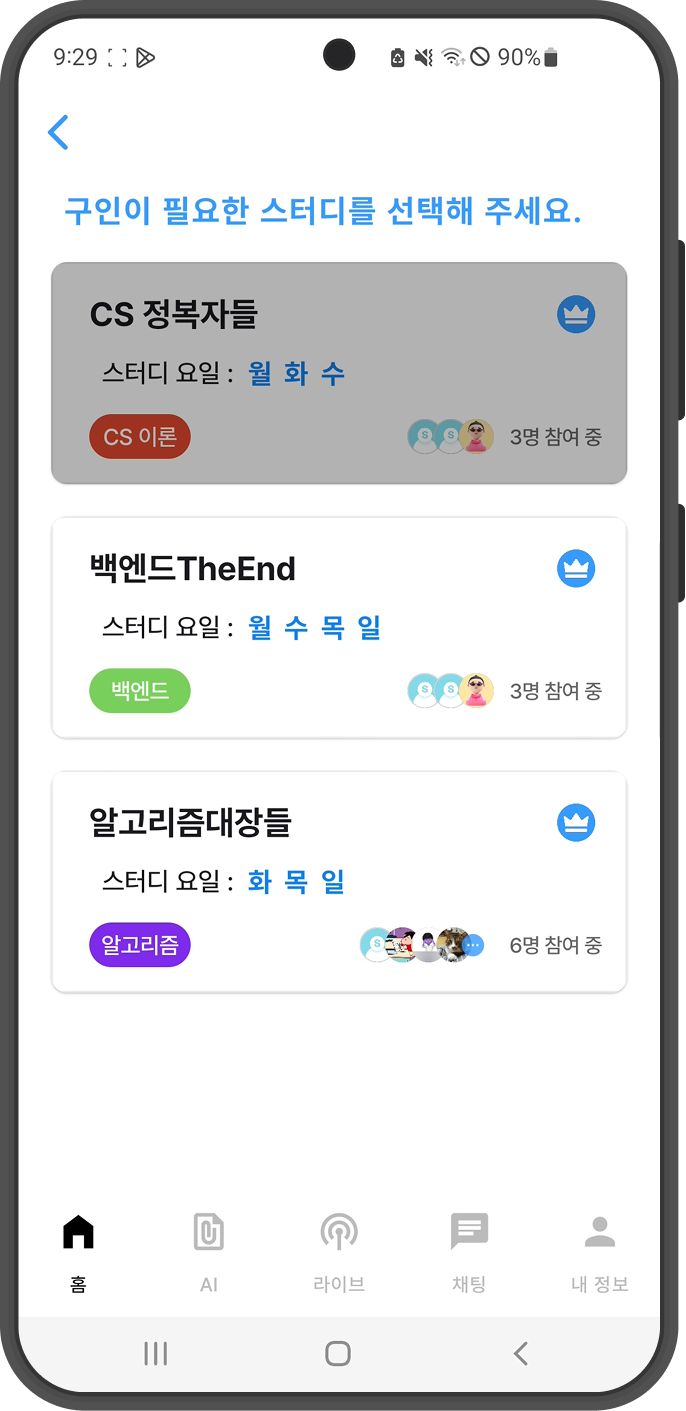 9:29 90%
구인이 필요한 스터디를 선택해 주세요.
CS 정복자들
스터디 요일 : 월 화 수
CS 이론 S S 3명 참여 중
백엔드TheEnd
스터디 요일 : 월 수 목 일
백엔드 S S 3명 참여 중
알고리즘대장들
스터디 요일 : 화 목 일
알고리즘 S 6명 참여 중
홈 AI 라이브 채팅 내 정보